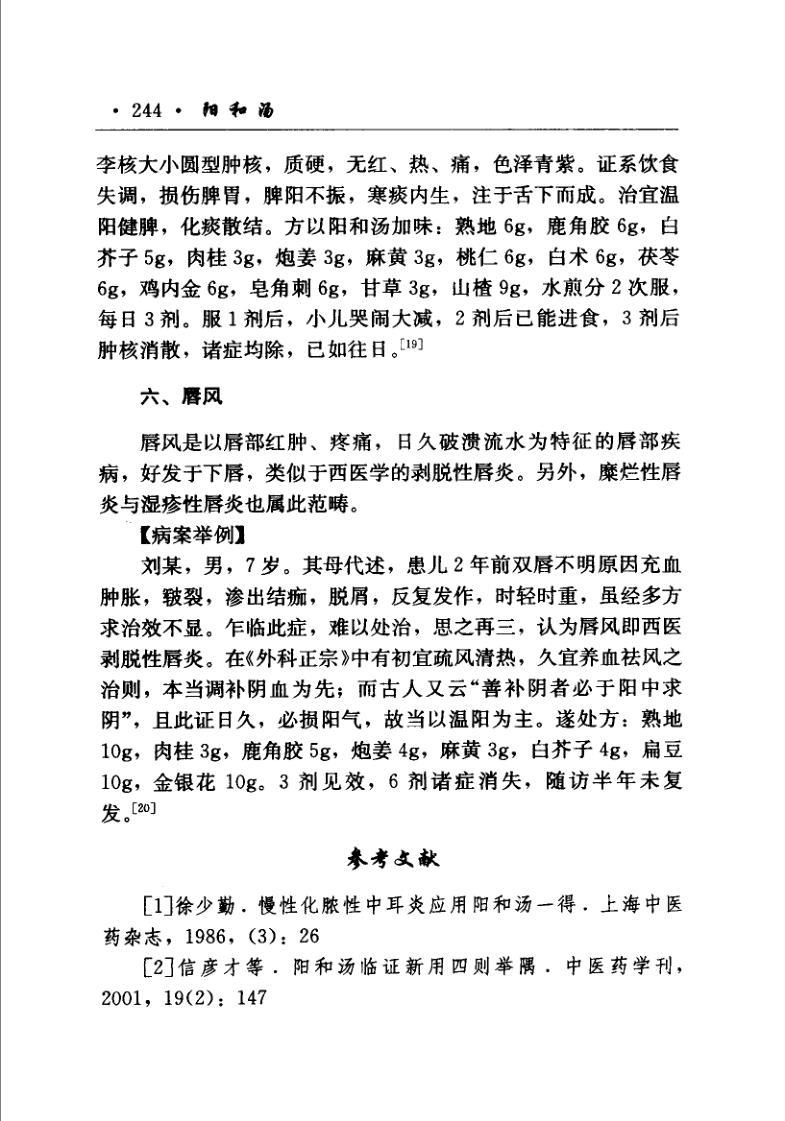 · 244 · 阳和汤
李核大小圆型肿核，质硬，无红、热、痛，色泽青紫。证系饮食
失调，损伤脾胃，脾阳不振，寒痰内生，注于舌下而成。治宜温
阳健脾，化痰散结。方以阳和汤加味：熟地 6g，鹿角胶 6g，白
芥子 5g，肉桂 3g，炮姜 3g，麻黄 3g，桃仁 6g，白术 6g，茯苓
6g，鸡内金 6g，皂角刺 6g，甘草 3g，山楂 9g，水煎分 2 次服，
每日 3 剂。服 1 剂后，小儿哭闹大减，2 剂后已能进食，3 剂后
肿核消散，诸症均除，已如往日。[19]
六、唇风
唇风是以唇部红肿、疼痛，日久破溃流水为特征的唇部疾
病，好发于下唇，类似于西医学的剥脱性唇炎。另外，糜烂性唇
炎与湿疹性唇炎也属此范畴。
【病案举例】
刘某，男，7 岁。其母代述，患儿 2 年前双唇不明原因充血
肿胀，皲裂，渗出结痂，脱屑，反复发作，时轻时重，虽经多方
求治效不显。乍临此症，难以处治，思之再三，认为唇风即西医
剥脱性唇炎。在《外科正宗》中有初宜疏风清热，久宜养血祛风之
治则，本当调补阴血为先；而古人又云“善补阴者必于阳中求
阴”，且此证日久，必损阳气，故当以温阳为主。遂处方：熟地
10g，肉桂 3g，鹿角胶 5g，炮姜 4g，麻黄 3g，白芥子 4g，扁豆
10g，金银花 10g。3 剂见效，6 剂诸症消失，随访半年未复
发。[20]
参考文献
[1]徐少勤．慢性化脓性中耳炎应用阳和汤一得．上海中医
药杂志，1986，(3)：26
[2]信彦才等．阳和汤临证新用四则举隅．中医药学刊，
2001，19(2)：147